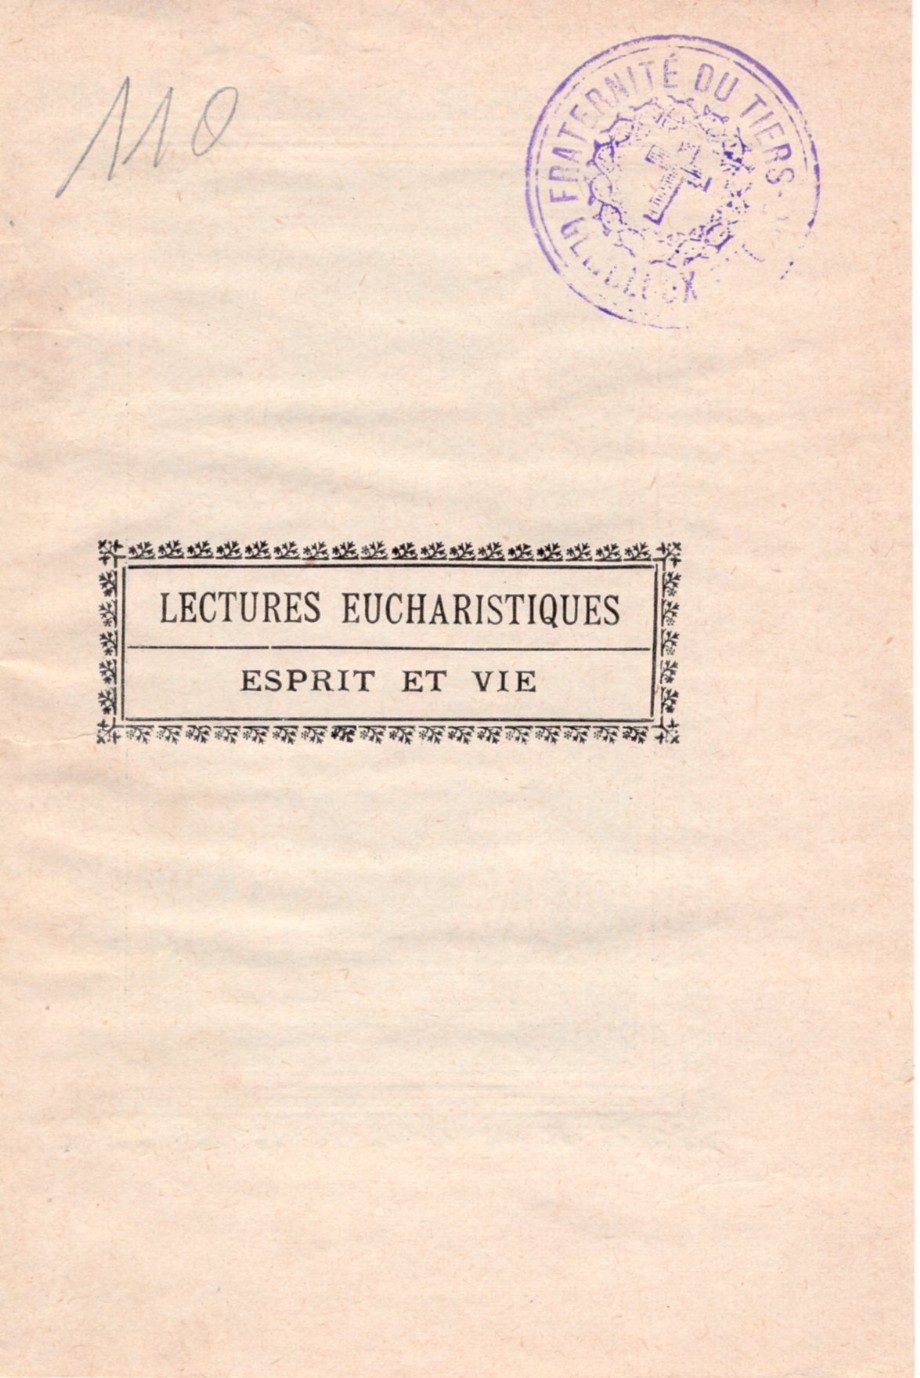 110
FRATERNITÉ DU TIERS-
LECTURES EUCHARISTIQUES
ESPRIT ET VIE